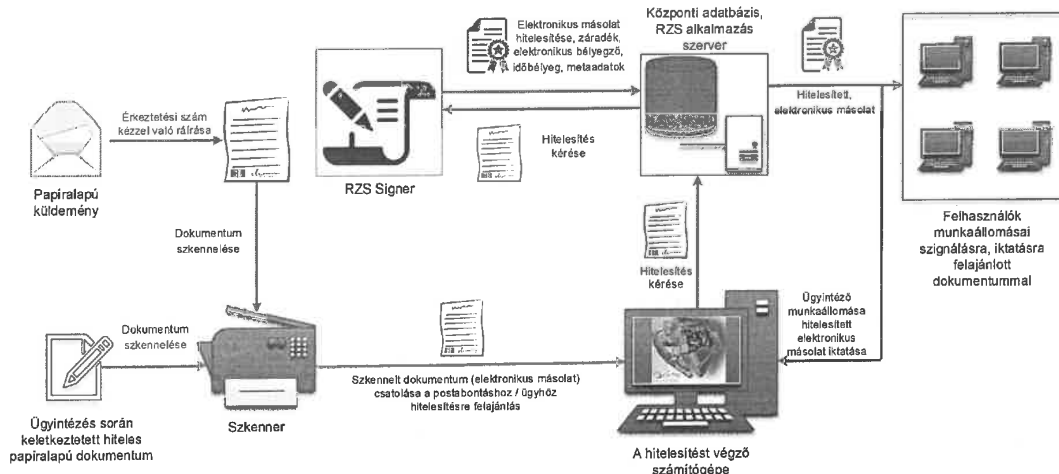 Elektronikus másolat
hitelesítése, záradék,
elektronikus bélyegző,
időbélyeg, metaadatok
Központi adatbázis,
RZS alkalmazás
szerver
Érkeztetési szám
kézzel való ráírása
Hitelesített,
elektronikus másolat
Papíralapú
küldemény
RZS Signer
Hitelesítés
kérése
Felhasználók
munkaállomásai
szignálásra, iktatásra
felajánlott
dokumentummal
Dokumentum
szkennelése
Hitelesítés
kérése
Dokumentum
szkennelése
Ügyintéző
munkaállomása
hitelesített
elektronikus
másolat iktatása
Szkennelt dokumentum (elektronikus másolat)
csatolása a postabontáshoz / ügyhöz
hitelesítésre felajántás
Ügyintézés során
keletkeztetett hiteles
papíralapú dokumentum
Szkenner
A hitelesítést végző
számítógépe